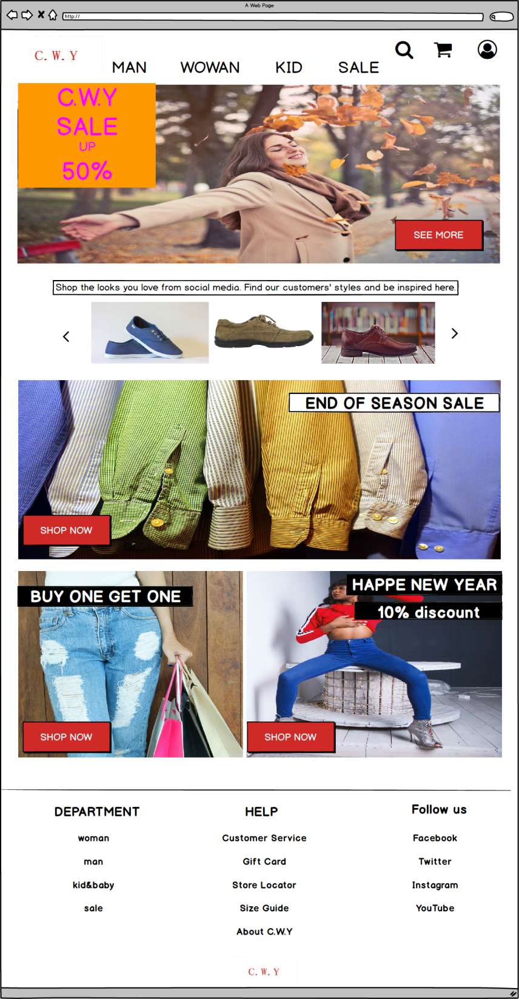 A Web Page
http://
C.W.Y
MAN WOWAN KID SALE
C.W.Y
SALE
UP
50%
SEE MORE
Shop the looks you love from social media. Find our customers' styles and be inspired here.
END OF SEASON SALE
SHOP NOW
BUY ONE GET ONE
SHOP NOW
HAPPE NEW YEAR
10% discount
SHOP NOW
DEPARTMENT
woman
man
kid&baby
sale
HELP
Customer Service
Gift Card
Store Locator
Size Guide
About C.W.Y
Follow us
Facebook
Twitter
Instagram
YouTube
C.W.Y